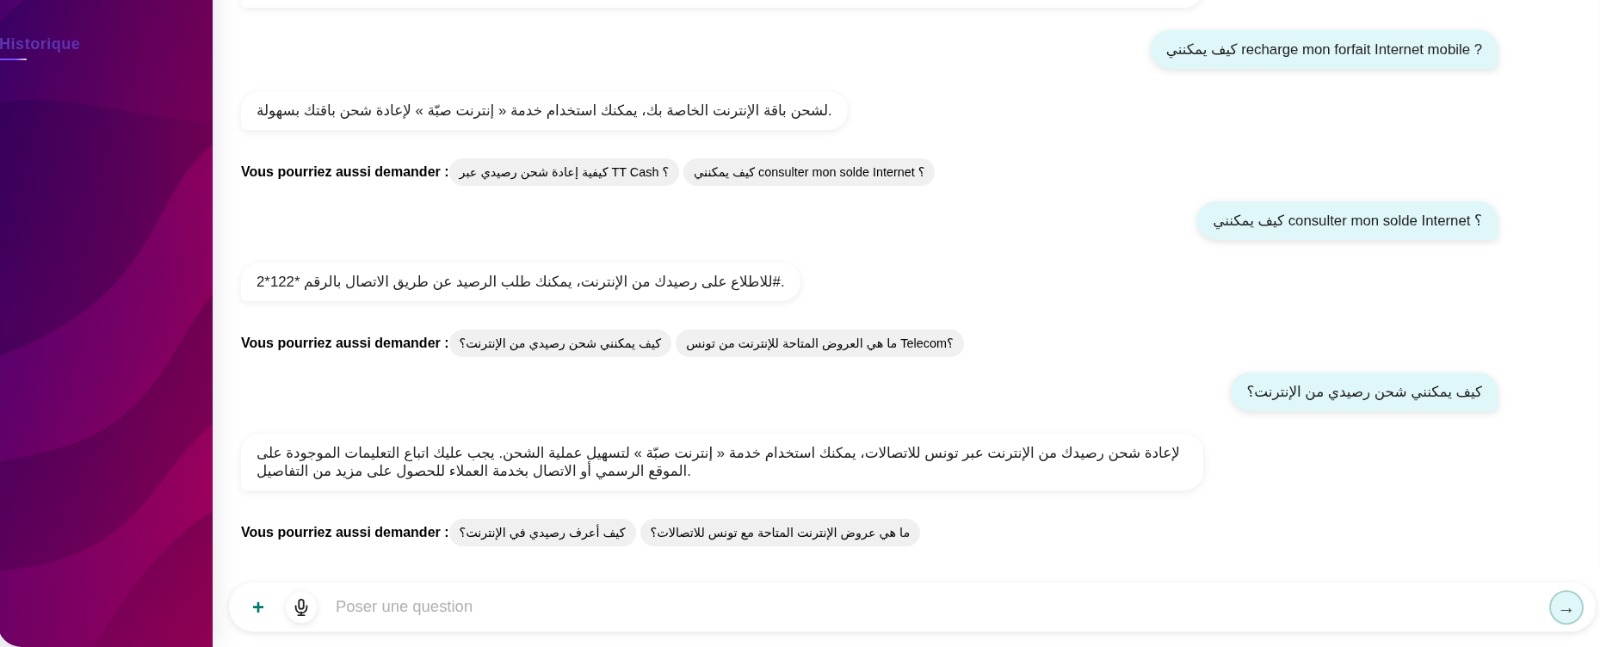 Historique
كيف يمكنني recharge mon forfait Internet mobile ?
لشحن باقة الإنترنت الخاصة بك، يمكنك استخدام خدمة « إنترنت صبّة » لإعادة شحن باقتك بسهولة.
Vous pourriez aussi demander : كيفية إعادة شحن رصيدي عبر TT Cash ؟ كيف يمكنني consulter mon solde Internet ؟
كيف يمكنني consulter mon solde Internet ؟
للاطلاع على رصيدك من الإنترنت، يمكنك طلب الرصيد عن طريق الاتصال بالرقم *122*2#.
Vous pourriez aussi demander : كيف يمكنني شحن رصيدي من الإنترنت؟ ما هي العروض المتاحة للإنترنت من تونس Telecom؟
كيف يمكنني شحن رصيدي من الإنترنت؟
لإعادة شحن رصيدك من الإنترنت عبر تونس للاتصالات، يمكنك استخدام خدمة « إنترنت صبّة » لتسهيل عملية الشحن. يجب عليك اتباع التعليمات الموجودة على
الموقع الرسمي أو الاتصال بخدمة العملاء للحصول على مزيد من التفاصيل.
Vous pourriez aussi demander : كيف أعرف رصيدي في الإنترنت؟ ما هي عروض الإنترنت المتاحة مع تونس للاتصالات؟
Poser une question